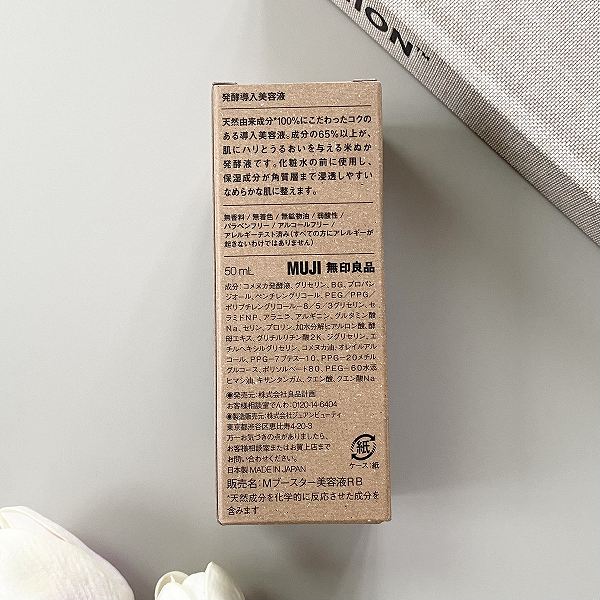 ION™
発酵導入美容液
天然由来成分*100%にこだわったコクの
ある導入美容液。成分の65%以上が、
肌にハリとうるおいを与える米ぬか
発酵液です。化粧水の前に使用し、
保湿成分が角質層まで浸透しやすい
なめらかな肌に整えます。
無香料/無着色/無鉱物油/弱酸性/
パラベンフリー/アルコールフリー/
アレルギーテスト済み(すべての方にアレルギーが
起きないわけではありません)
50mL MUJI 無印良品
成分:コメヌカ発酵液、グリセリン、BG、プロパン
ジオール、ペンチレングリコール、PEG/PPG/
ポリブチレングリコール-8/5/3グリセリン、セ
ラミドNP、アラニン、アルギニン、グルタミン酸
Na、セリン、プロリン、加水分解ヒアルロン酸、酵
母エキス、グリチルリチン酸2K、ジグリセリン、エ
チルヘキシルグリセリン、コメヌカ油、オレイルア
ルコール、PPG-7ブテス-10、PPG-20メチル
グルコース、ポリソルベート80、PEG-60水添
ヒマシ油、キサンタンガム、クエン酸、クエン酸Na
●発売元:株式会社良品計画
お客様相談室でんわ:0120-14-6404
●製造販売元:株式会社ジュアンビューティ
東京都渋谷区恵比寿4-20-3
万一お気づきの点がありましたら、
お客様相談室またはお買上店まで
お問い合わせください。
日本製 MADE IN JAPAN
紙
ケース:紙
販売名:Mブースター美容液RB
*天然成分を化学的に反応させた成分を
含みます